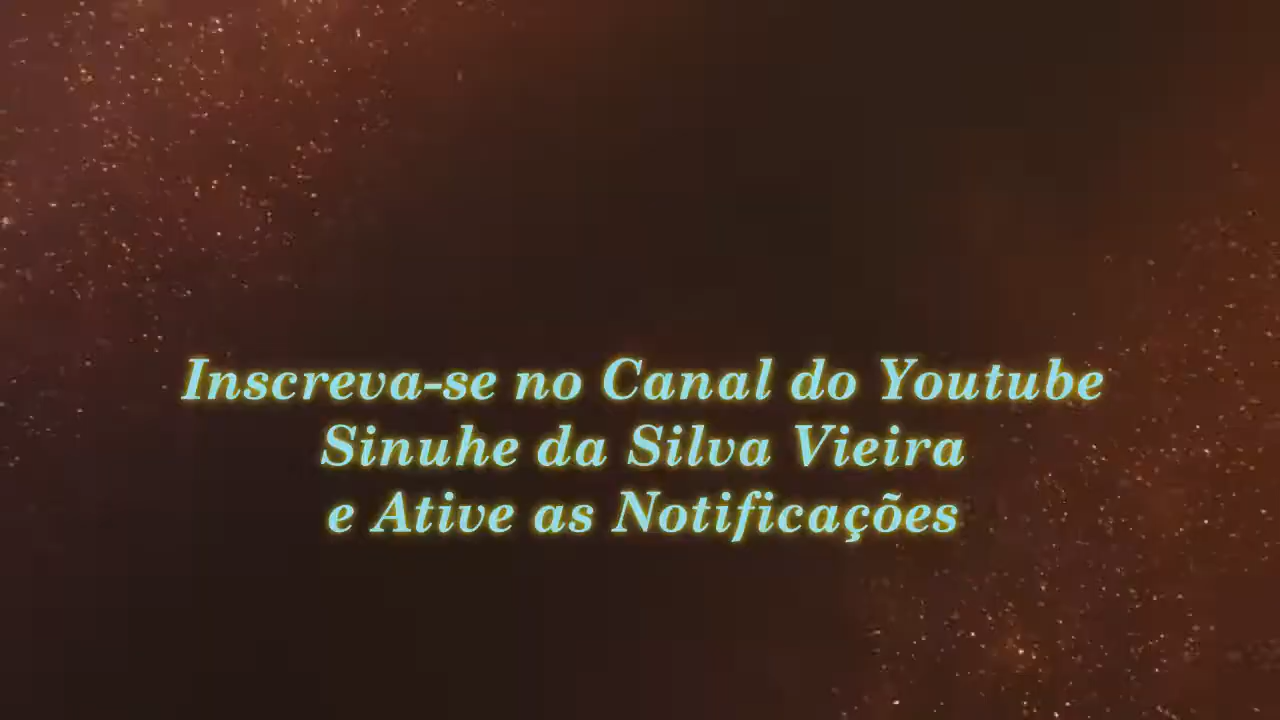 Inscreva-se no Canal do Youtube
Sinuhe da Silva Vieira
e Ative as Notificações